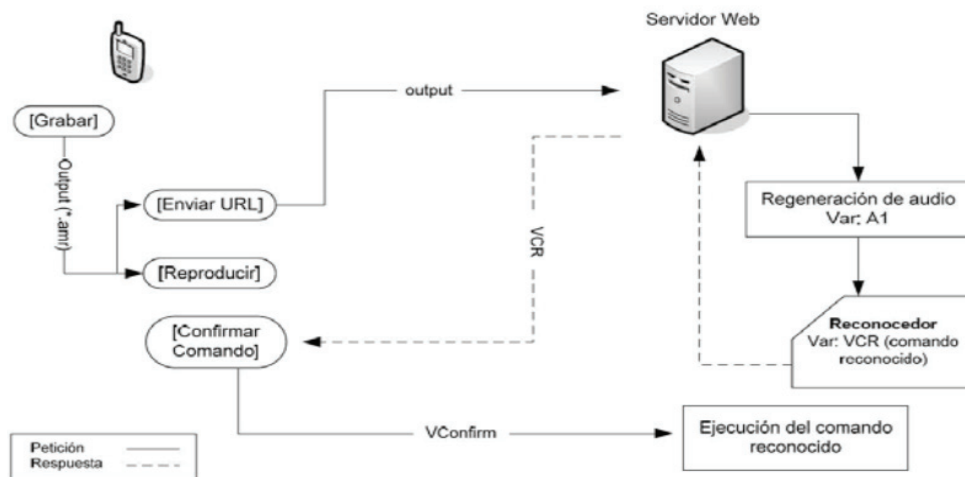 Servidor Web
output
[Grabar]
Output (*.amr)
[Enviar URL]
Regeneración de audio
Var: A1
VCR
[Reproducir]
[Confirmar
Comando]
Reconocedor
Var: VCR (comando
reconocido)
VConfirm
Ejecución del comando
reconocido
Petición
Respuesta